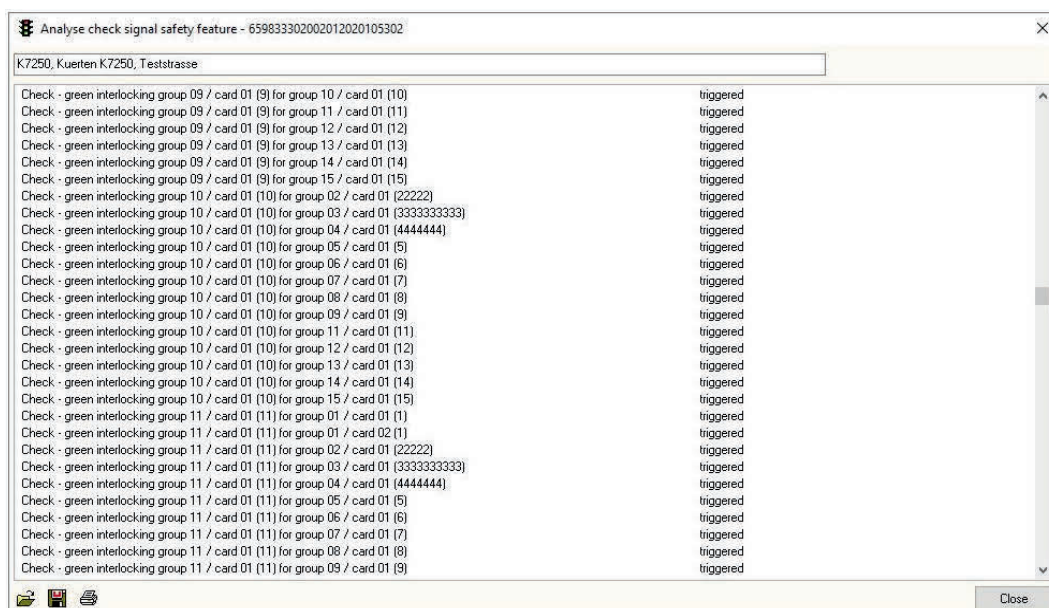 Analyse check signal safety feature - 659833302002012020105302
K7250, Kuerten K7250, Teststrasse
Check - green interlocking group 09 / card 01 (9) for group 10 / card 01 (10) triggered
Check - green interlocking group 09 / card 01 (9) for group 11 / card 01 (11) triggered
Check - green interlocking group 09 / card 01 (9) for group 12 / card 01 (12) triggered
Check - green interlocking group 09 / card 01 (9) for group 13 / card 01 (13) triggered
Check - green interlocking group 09 / card 01 (9) for group 14 / card 01 (14) triggered
Check - green interlocking group 09 / card 01 (9) for group 15 / card 01 (15) triggered
Check - green interlocking group 10 / card 01 (10) for group 02 / card 01 (22222) triggered
Check - green interlocking group 10 / card 01 (10) for group 03 / card 01 (3333333333) triggered
Check - green interlocking group 10 / card 01 (10) for group 04 / card 01 (4444444) triggered
Check - green interlocking group 10 / card 01 (10) for group 05 / card 01 (5) triggered
Check - green interlocking group 10 / card 01 (10) for group 06 / card 01 (6) triggered
Check - green interlocking group 10 / card 01 (10) for group 07 / card 01 (7) triggered
Check - green interlocking group 10 / card 01 (10) for group 08 / card 01 (8) triggered
Check - green interlocking group 10 / card 01 (10) for group 09 / card 01 (9) triggered
Check - green interlocking group 10 / card 01 (10) for group 11 / card 01 (11) triggered
Check - green interlocking group 10 / card 01 (10) for group 12 / card 01 (12) triggered
Check - green interlocking group 10 / card 01 (10) for group 13 / card 01 (13) triggered
Check - green interlocking group 10 / card 01 (10) for group 14 / card 01 (14) triggered
Check - green interlocking group 10 / card 01 (10) for group 15 / card 01 (15) triggered
Check - green interlocking group 11 / card 01 (11) for group 01 / card 01 (1) triggered
Check - green interlocking group 11 / card 01 (11) for group 01 / card 02 (1) triggered
Check - green interlocking group 11 / card 01 (11) for group 02 / card 01 (22222) triggered
Check - green interlocking group 11 / card 01 (11) for group 03 / card 01 (3333333333) triggered
Check - green interlocking group 11 / card 01 (11) for group 04 / card 01 (4444444) triggered
Check - green interlocking group 11 / card 01 (11) for group 05 / card 01 (5) triggered
Check - green interlocking group 11 / card 01 (11) for group 06 / card 01 (6) triggered
Check - green interlocking group 11 / card 01 (11) for group 07 / card 01 (7) triggered
Check - green interlocking group 11 / card 01 (11) for group 08 / card 01 (8) triggered
Check - green interlocking group 11 / card 01 (11) for group 09 / card 01 (9) triggered
Close